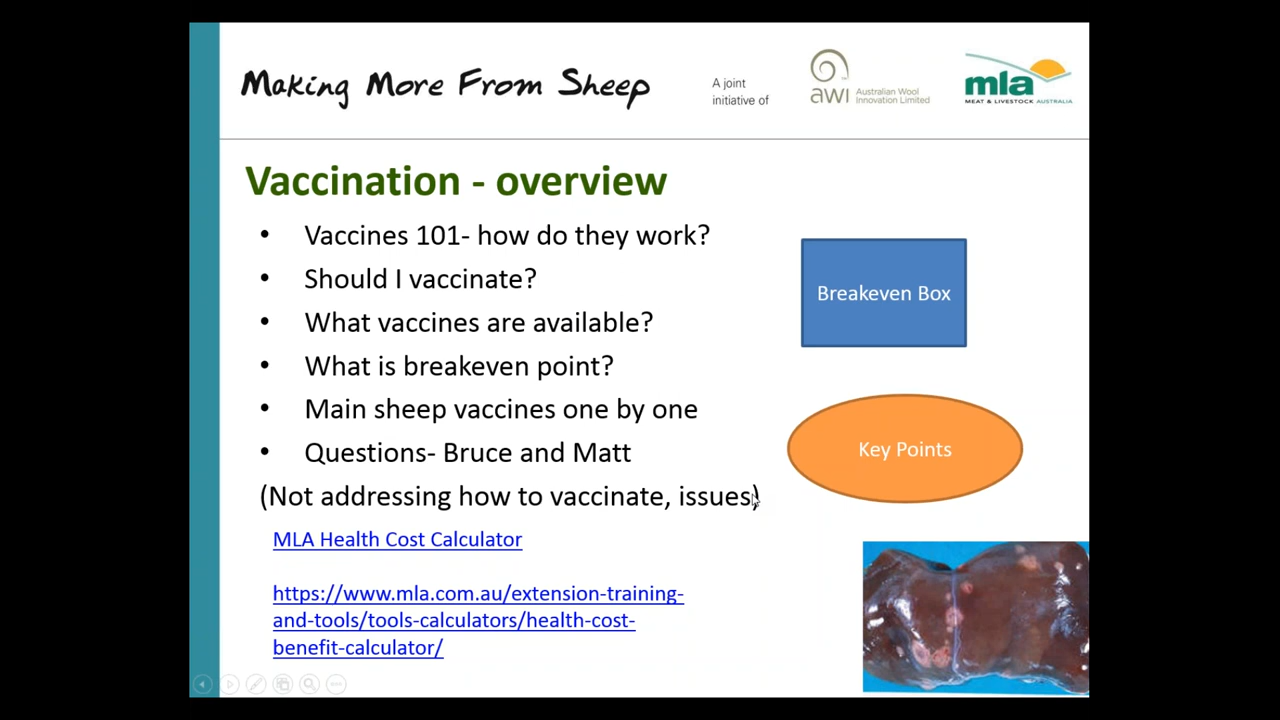 Making More From Sheep
A joint
initiative of
awi
Australian Wool
Innovation Limited
mla
MEAT & LIVESTOCK AUSTRALIA
Vaccination - overview
• Vaccines 101- how do they work?
• Should I vaccinate?
• What vaccines are available?
• What is breakeven point?
• Main sheep vaccines one by one
• Questions- Bruce and Matt
(Not addressing how to vaccinate, issues)
MLA Health Cost Calculator
https://www.mla.com.au/extension-training-
and-tools/tools-calculators/health-cost-
benefit-calculator/
Breakeven Box
Key Points